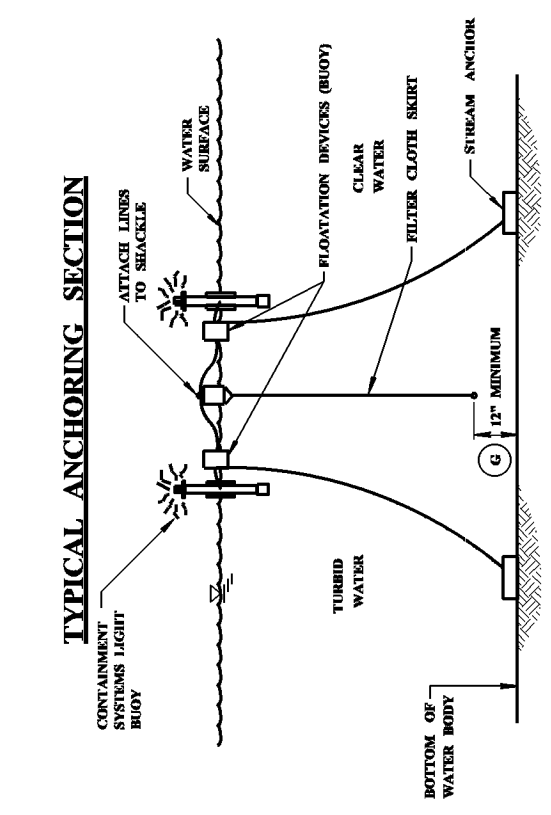 TYPICAL ANCHORING SECTION
CONTAINMENT
SYSTEMS LIGHT
BUOY
ATTACH LINES
TO SHACKLE
WATER
SURFACE
FLOATATION DEVICES (BUOY)
TURBID
WATER
CLEAR
WATER
FILTER CLOTH SKIRT
STREAM ANCHOR
BOTTOM OF
WATER BODY
G
12" MINIMUM